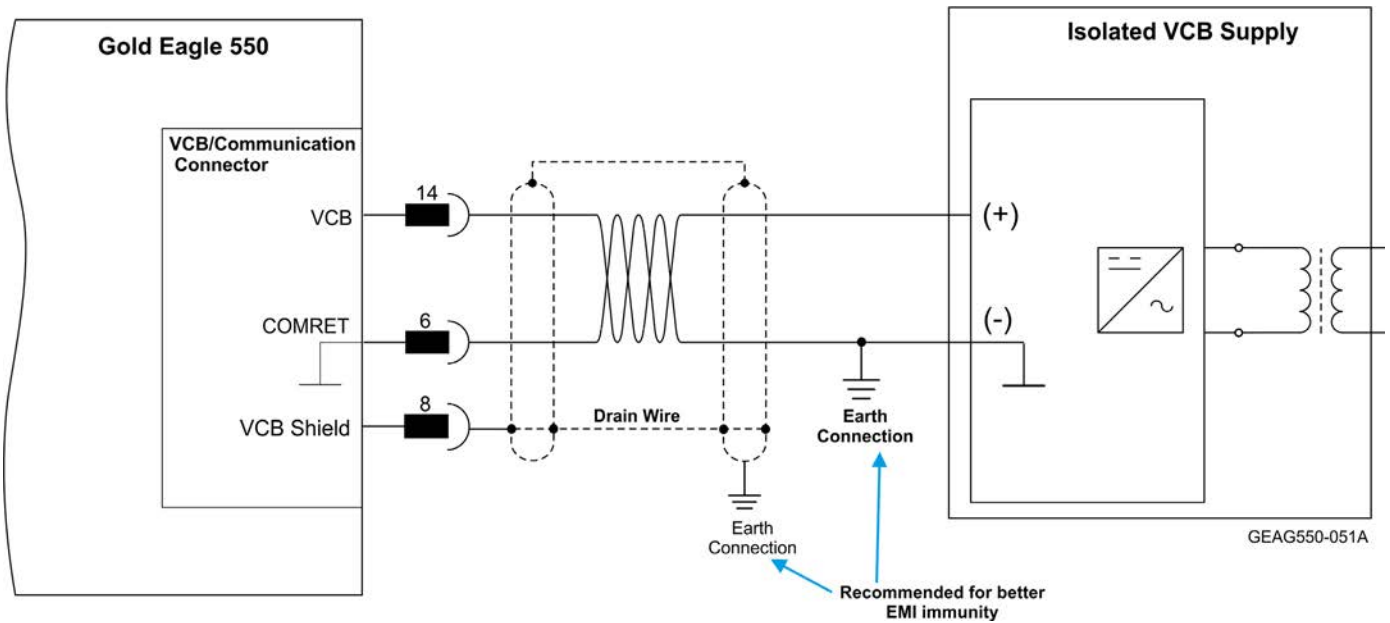 Gold Eagle 550
Isolated VCB Supply
VCB/Communication
Connector
14
VCB
(+)
COMRET
6
(-)
8
VCB Shield
Drain Wire
Earth
Connection
Earth
Connection
GEAG550-051A
Recommended for better
EMI immunity